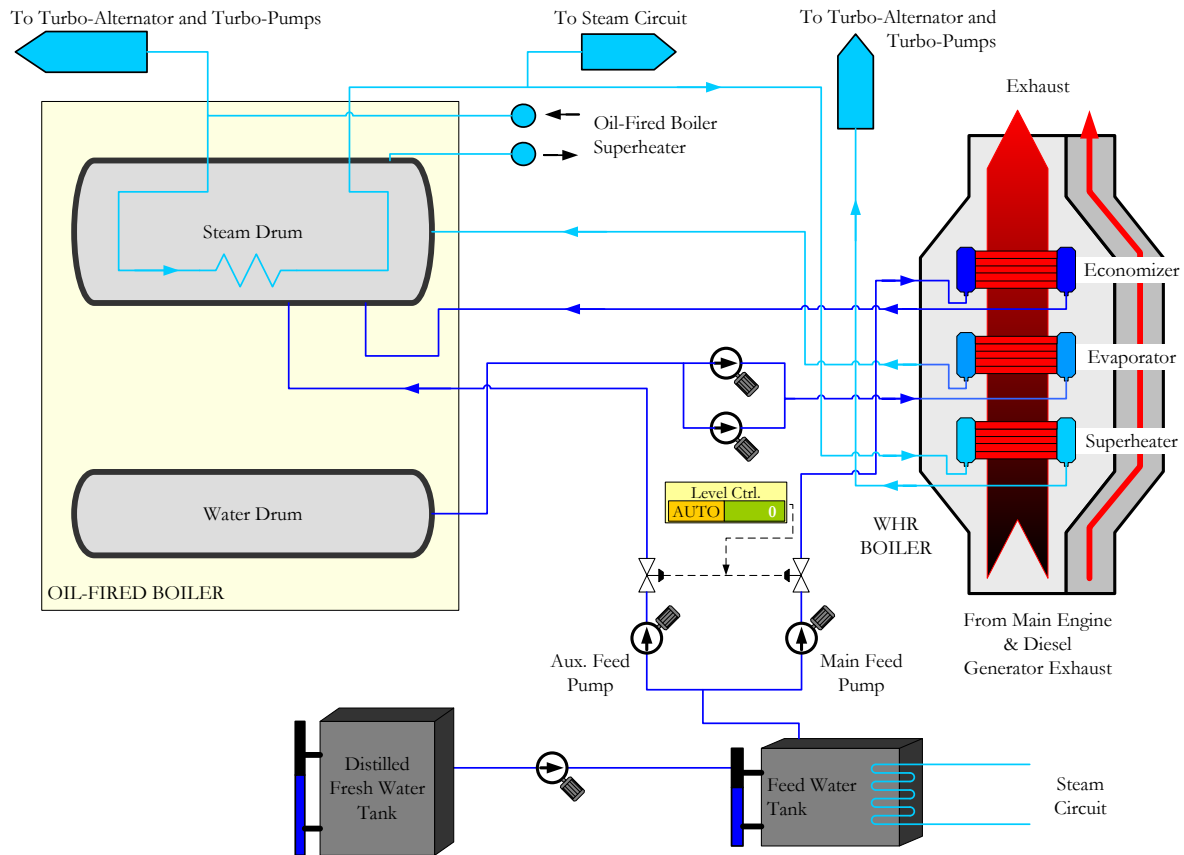 To Turbo-Alternator and Turbo-Pumps
To Steam Circuit
To Turbo-Alternator and
Turbo-Pumps
Exhaust
Oil-Fired Boiler
Superheater
Steam Drum
Economizer
Evaporator
Superheater
Level Ctrl.
AUTO
0
Water Drum
WHR
BOILER
OIL-FIRED BOILER
From Main Engine
& Diesel
Generator Exhaust
Aux. Feed
Pump
Main Feed
Pump
Distilled
Fresh Water
Tank
Feed Water
Tank
Steam
Circuit